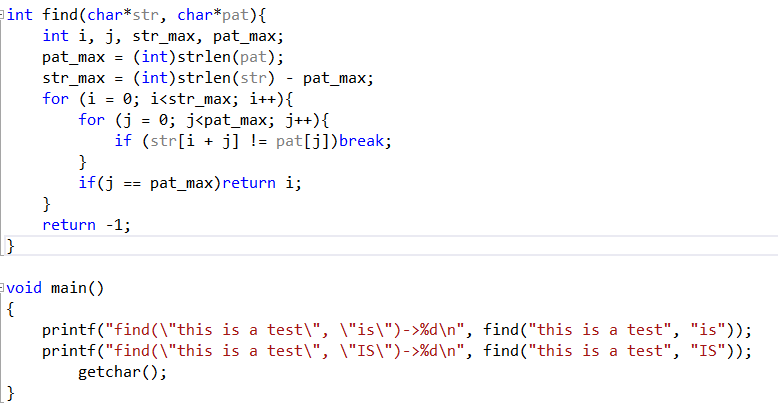 int find(char*str, char*pat){
    int i, j, str_max, pat_max;
    pat_max = (int)strlen(pat);
    str_max = (int)strlen(str) - pat_max;
    for (i = 0; i<str_max; i++){
        for (j = 0; j<pat_max; j++){
            if (str[i + j] != pat[j])break;
        }
        if(j == pat_max)return i;
    }
    return -1;
}

void main()
{
    printf("find(\"this is a test\", \"is\")->%d\n", find("this is a test", "is"));
    printf("find(\"this is a test\", \"IS\")->%d\n", find("this is a test", "IS"));
        getchar();
}